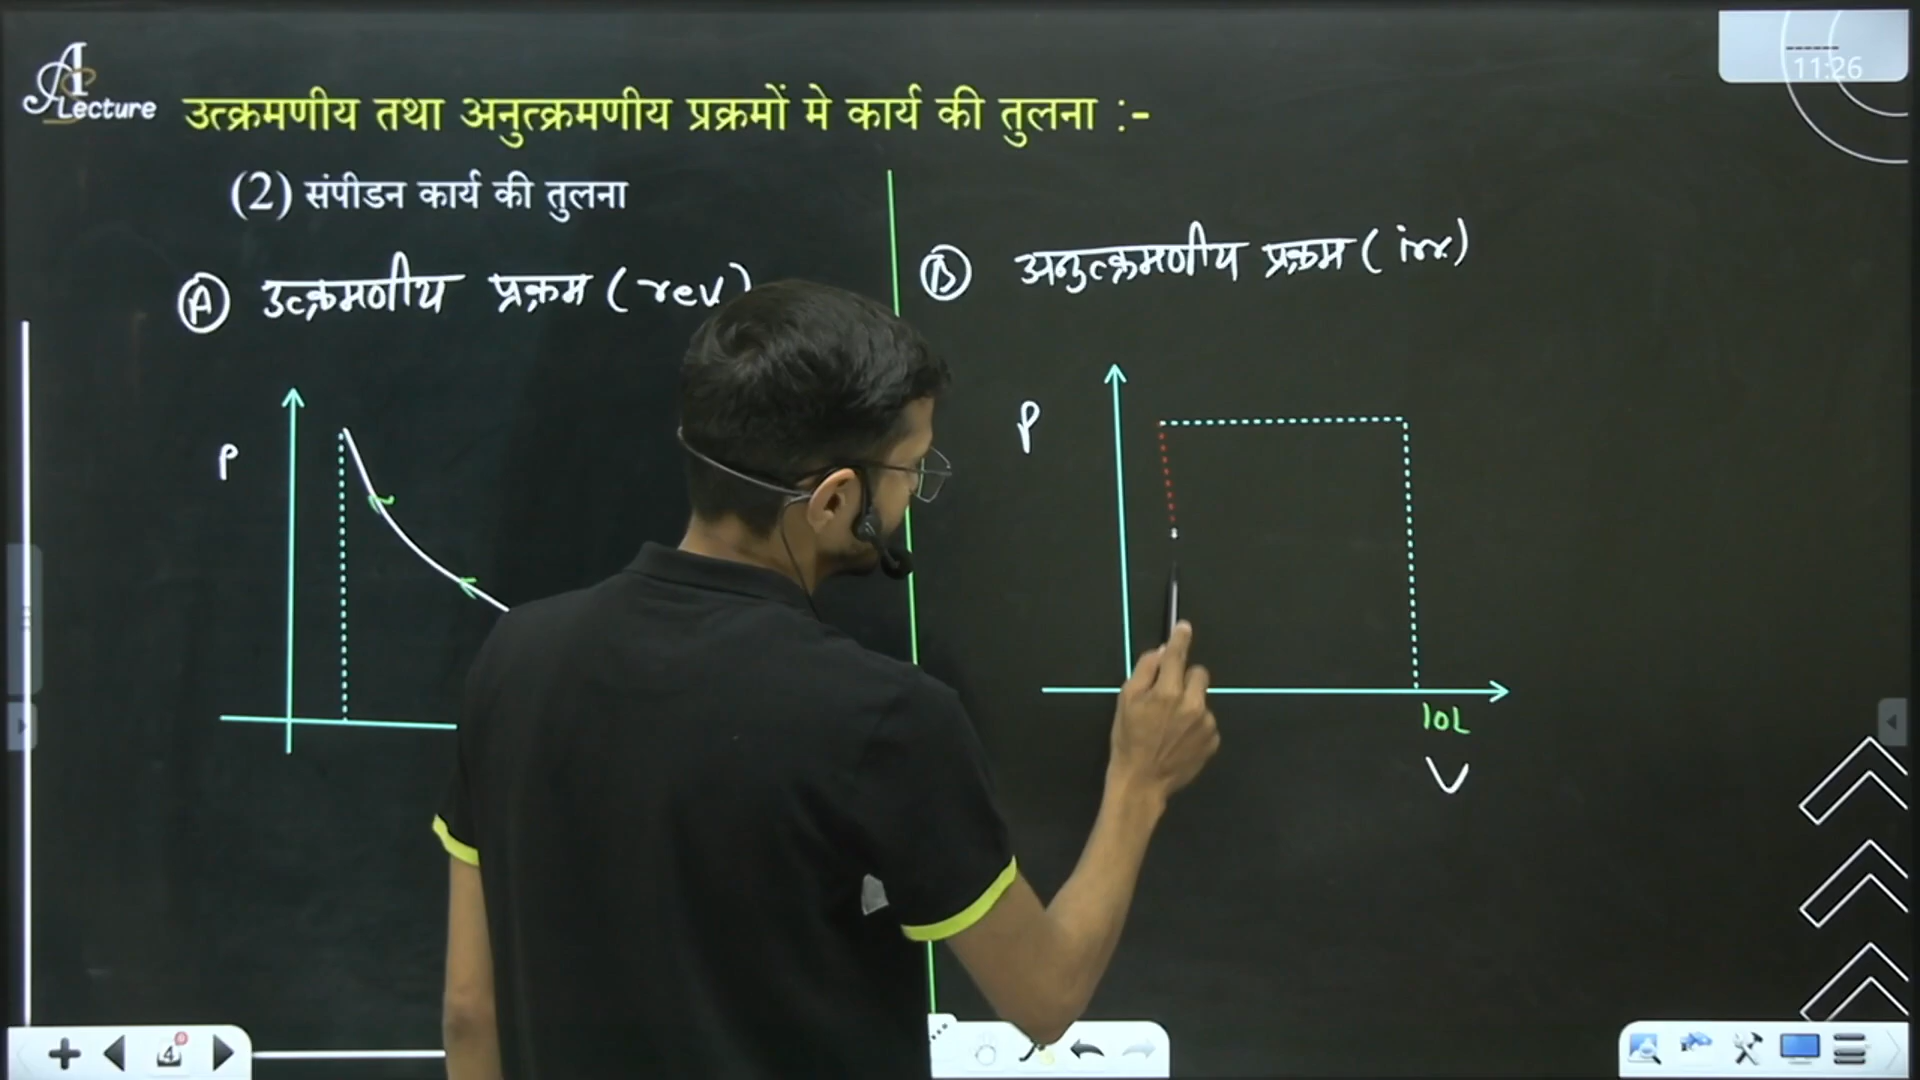 A Lecture
11:26
उत्क्रमणीय तथा अनुत्क्रमणीय प्रक्रमों मे कार्य की तुलना :-
(2) संपीडन कार्य की तुलना
A उत्क्रमणीय प्रक्रम (rev)
B अनुत्क्रमणीय प्रक्रम (irr)
P
P
10L
V
4